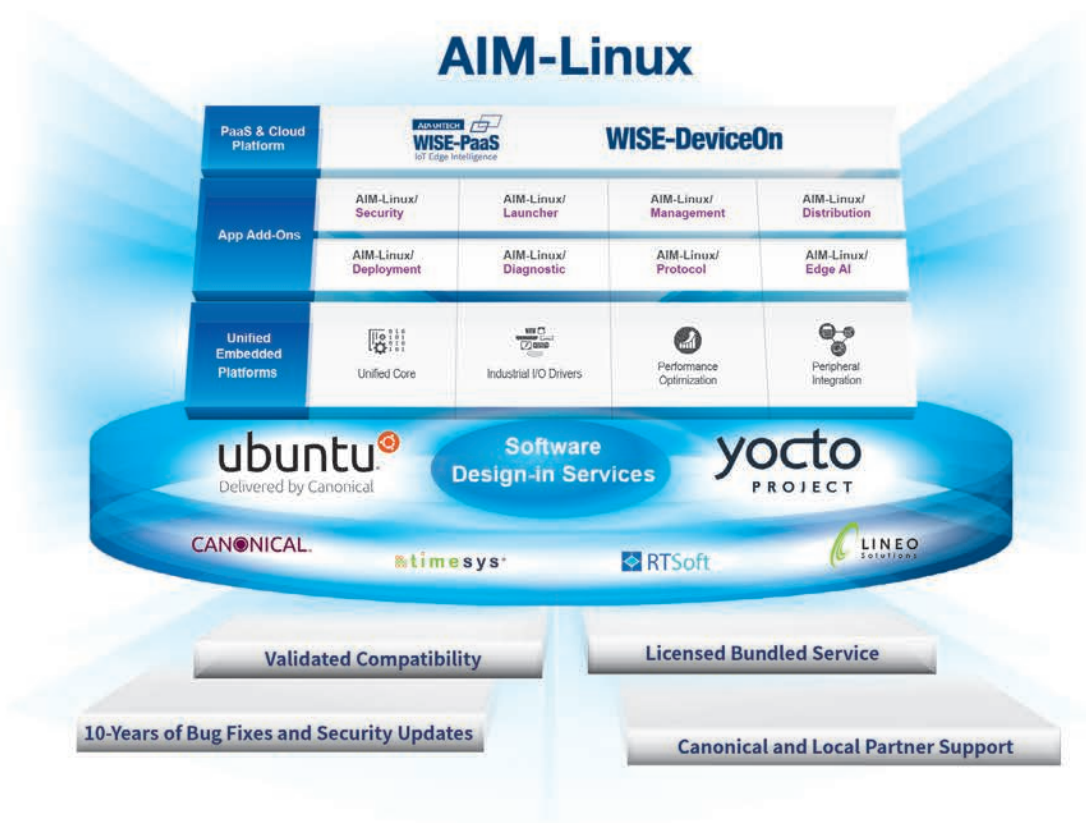 AIM-Linux
PaaS & Cloud
Platform
ADVANTECH
WISE-PaaS
IoT Edge Intelligence
WISE-DeviceOn
App Add-Ons
AIM-Linux/
Security
AIM-Linux/
Launcher
AIM-Linux/
Management
AIM-Linux/
Distribution
AIM-Linux/
Deployment
AIM-Linux/
Diagnostic
AIM-Linux/
Protocol
AIM-Linux/
Edge AI
Unified
Embedded
Platforms
Unified Core
Industrial I/O Drivers
Performance
Optimization
Peripheral
Integration
ubuntu
Delivered by Canonical
Software
Design-in Services
yocto
PROJECT
CANONICAL
timesys
RTSoft
LINEO
Solutions
Validated Compatibility
Licensed Bundled Service
10-Years of Bug Fixes and Security Updates
Canonical and Local Partner Support